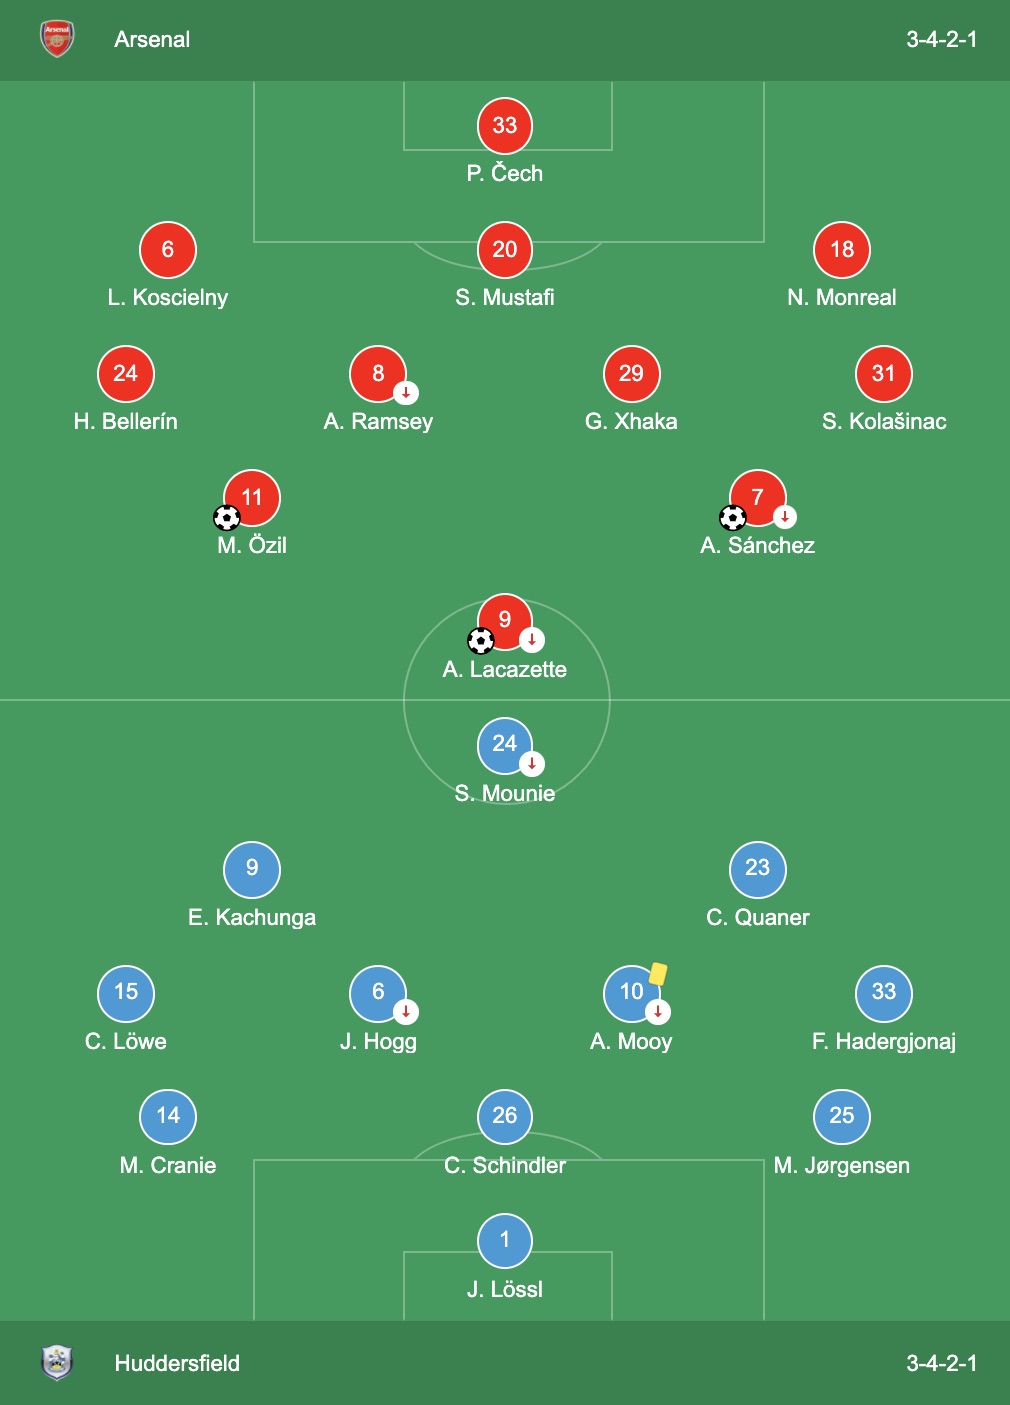 Arsenal
Arsenal 3-4-2-1
33
P. Čech
6 20 18
L. Koscielny S. Mustafi N. Monreal
24 8 29 31
H. Bellerín A. Ramsey G. Xhaka S. Kolašinac
11 7
M. Özil A. Sánchez
9
A. Lacazette
24
S. Mounie
9 23
E. Kachunga C. Quaner
15 6 10 33
C. Löwe J. Hogg A. Mooy F. Hadergjonaj
14 26 25
M. Cranie C. Schindler M. Jørgensen
1
J. Lössl
Huddersfield 3-4-2-1